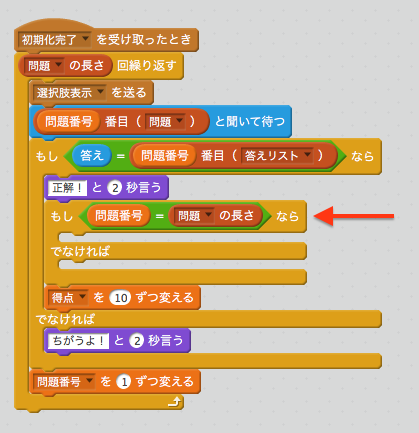 初期化完了 を受け取ったとき
問題 の長さ 回繰り返す
選択肢表示 を送る
問題番号 番目 ( 問題 ) と聞いて待つ
もし 答え = 問題番号 番目 ( 答えリスト ) なら
正解! と 2 秒言う
もし 問題番号 = 問題 の長さ なら
でなければ
得点 を 10 ずつ変える
でなければ
ちがうよ! と 2 秒言う
問題番号 を 1 ずつ変える